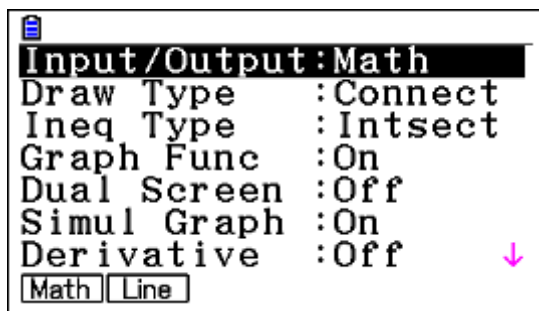 Input/Output:Math
Draw Type :Connect
Ineq Type :Intsect
Graph Func :On
Dual Screen :Off
Simul Graph :On
Derivative :Off ↓
Math Line